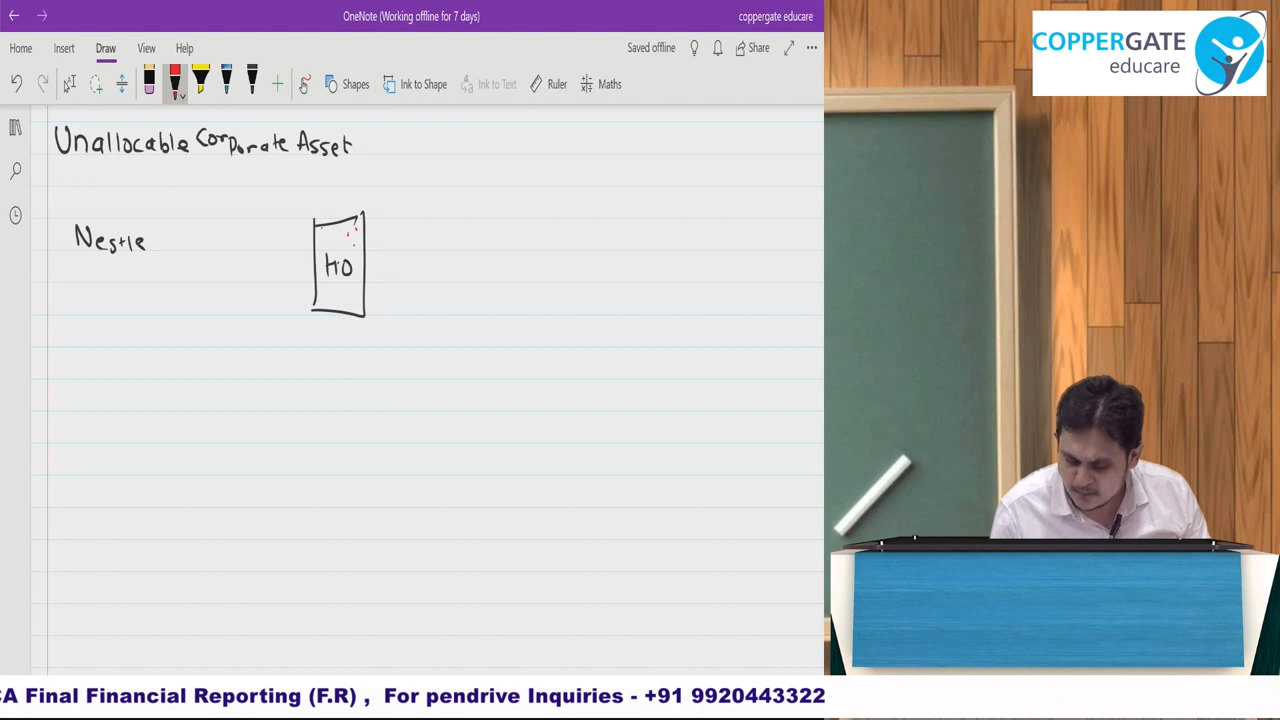 OneNote (Working offline for 7 days)
coppergate educare
Home Insert Draw View Help
Saved offline
Share
Shapes
Ink to Shape
Ink to Text
Ruler
Maths
COPPERGATE
educare
Unallocable Corporate Asset
Nestle
HO
CA Final Financial Reporting (F.R) , For pendrive Inquiries - +91 9920443322